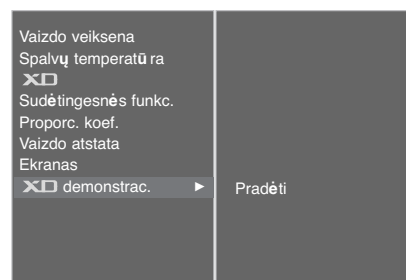 Vaizdo veiksena
Spalvų temperatūra
XD
Sudėtingesnės funkc.
Proporc. koef.
Vaizdo atstata
Ekranas
XD demonstrac. ►
Pradėti